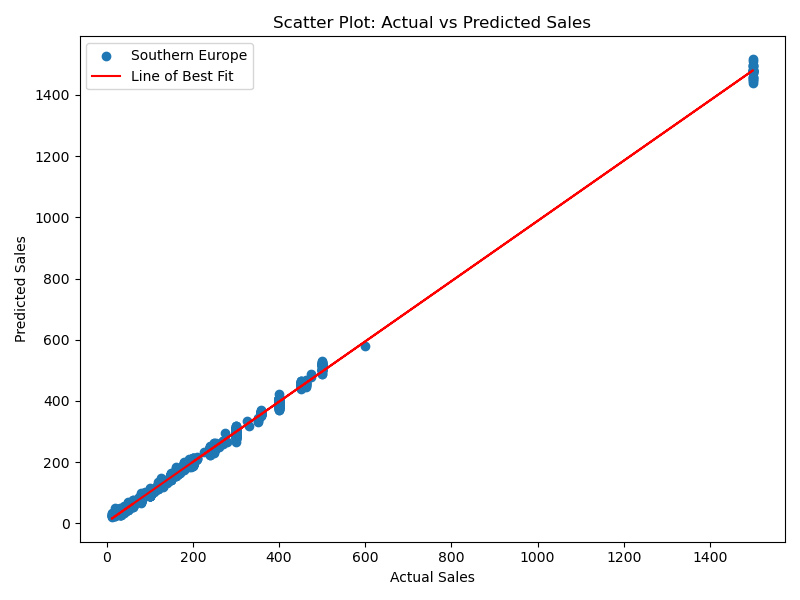 Scatter Plot: Actual vs Predicted Sales
Southern Europe
Line of Best Fit
Predicted Sales
1400
1200
1000
800
600
400
200
0
0 200 400 600 800 1000 1200 1400
Actual Sales